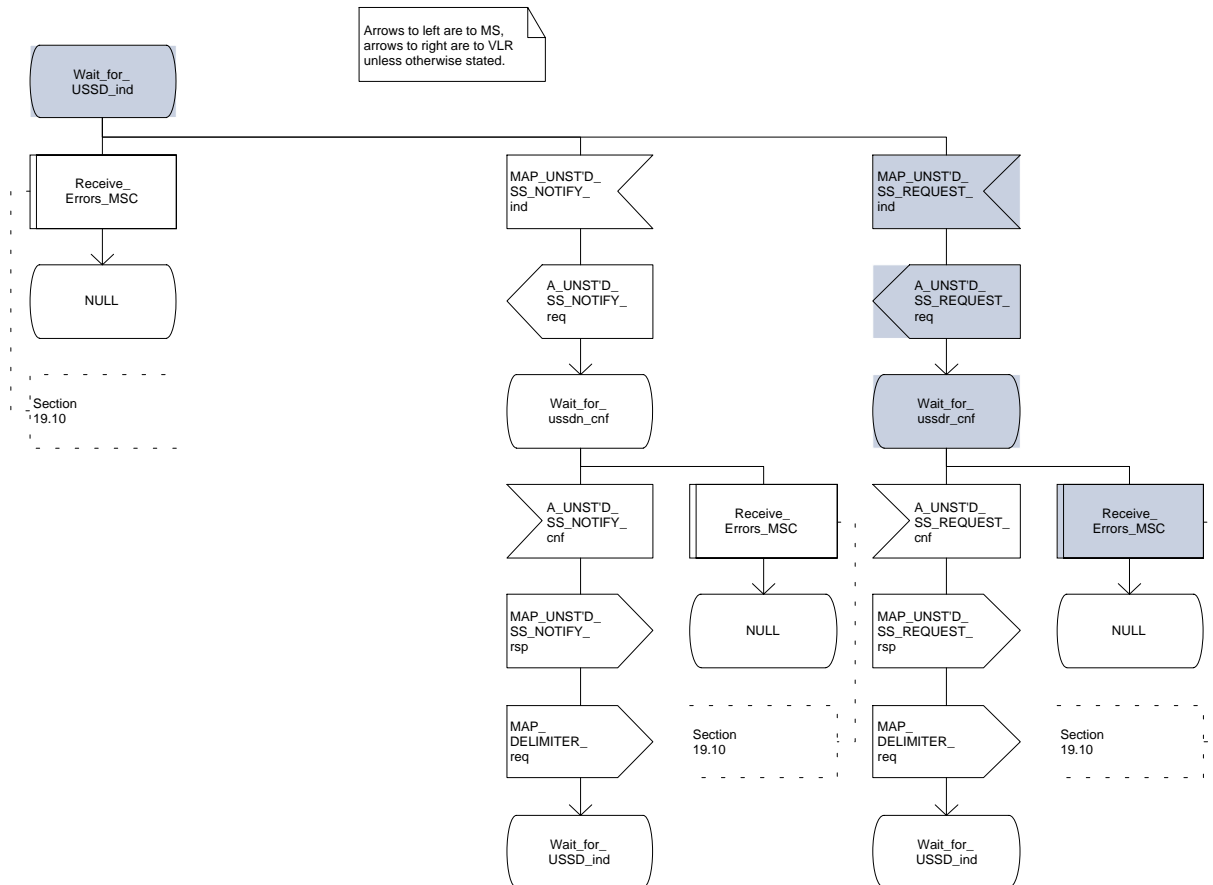 Arrows to left are to MS,
arrows to right are to VLR
unless otherwise stated.
Wait_for_
USSD_ind
Receive_
Errors_MSC
MAP_UNST'D_
SS_NOTIFY_
ind
MAP_UNST'D_
SS_REQUEST_
ind
NULL
A_UNST'D_
SS_NOTIFY_
req
A_UNST'D_
SS_REQUEST_
req
Section
19.10
Wait_for_
ussdn_cnf
Wait_for_
ussdr_cnf
A_UNST'D_
SS_NOTIFY_
cnf
Receive_
Errors_MSC
A_UNST'D_
SS_REQUEST_
cnf
Receive_
Errors_MSC
MAP_UNST'D_
SS_NOTIFY_
rsp
NULL
MAP_UNST'D_
SS_REQUEST_
rsp
NULL
MAP_
DELIMITER_
req
Section
19.10
MAP_
DELIMITER_
req
Section
19.10
Wait_for_
USSD_ind
Wait_for_
USSD_ind